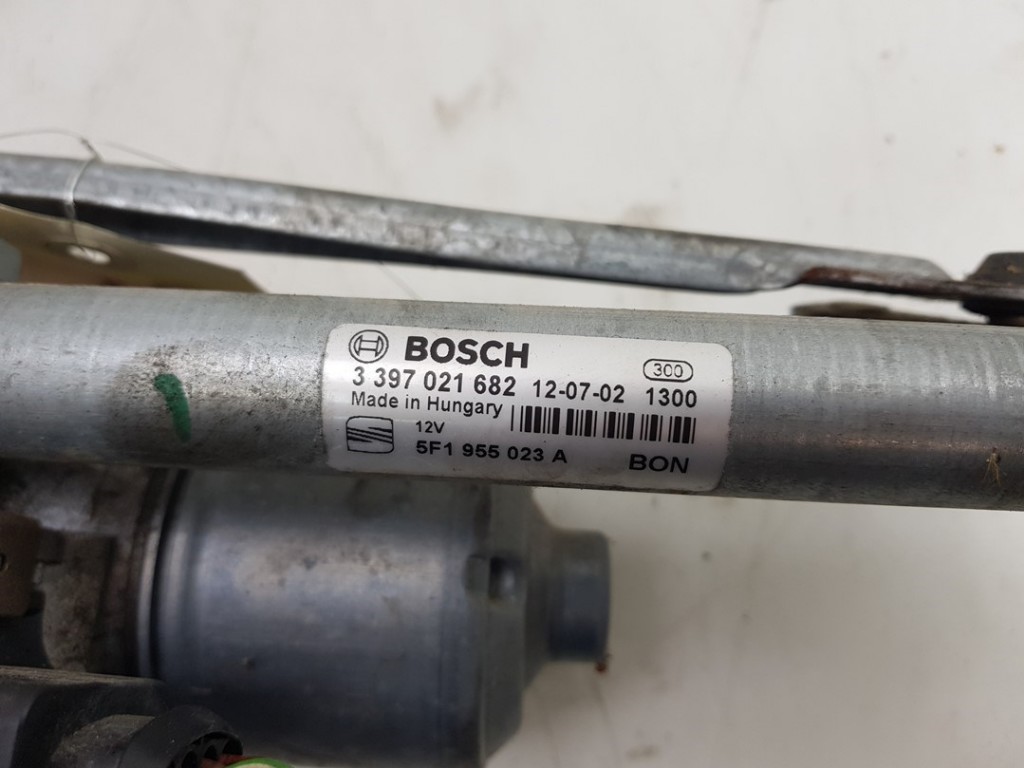 BOSCH
300
3 397 021 682 12-07-02 1300
Made in Hungary
12V
5F1 955 023 A BON